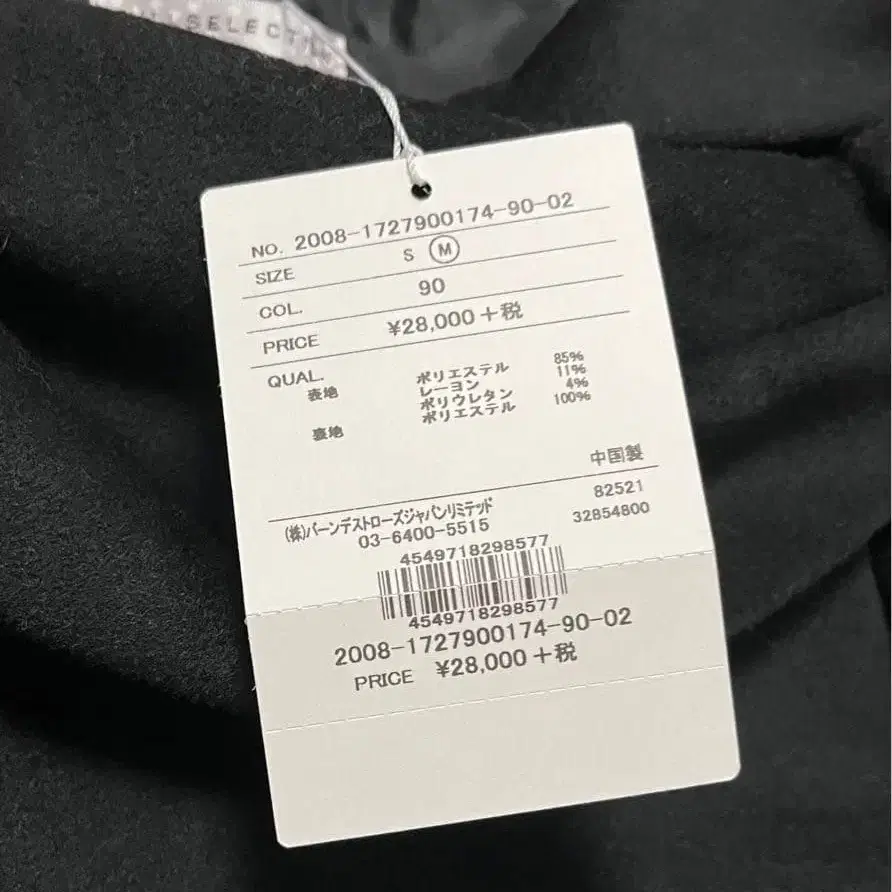 SELECTI
NO. 2008-1727900174-90-02
SIZE S M
COL. 90
PRICE ¥28,000+税
QUAL.
表地 ポリエステル 85%
レーヨン 11%
ポリウレタン 4%
裏地 ポリエステル 100%
中国製
82521
(株)バーンデストローズジャパンリミテッド
03-6400-5515 32854800
4549718298577
4549718298577
2008-1727900174-90-02
PRICE ¥28,000+税